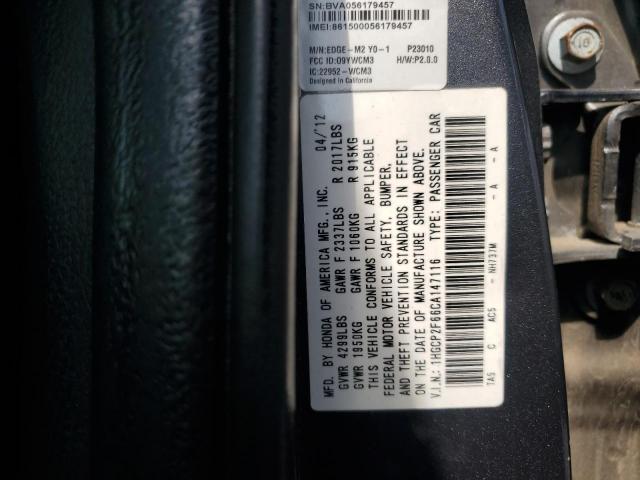 SN:BVA056179457
IMEI:861500056179457
M/N:EDGE-M2 Y0-1 P23010
FCC ID:O9YWCM3 H/W:P2.0.0
IC:22952-WCM3
Designed in California
MFD. BY HONDA OF AMERICA MFG., INC. 04/'12
GVWR 4299LBS GAWR F 2337LBS R 2017LBS
GVWR 1950KG GAWR F 1060KG R 915KG
THIS VEHICLE CONFORMS TO ALL APPLICABLE
FEDERAL MOTOR VEHICLE SAFETY, BUMPER,
AND THEFT PREVENTION STANDARDS IN EFFECT
ON THE DATE OF MANUFACTURE SHOWN ABOVE.
V.I.N.: 1HGCP2F66CA147116 TYPE: PASSENGER CAR
TA5 C AC5 - NH737M - A - A